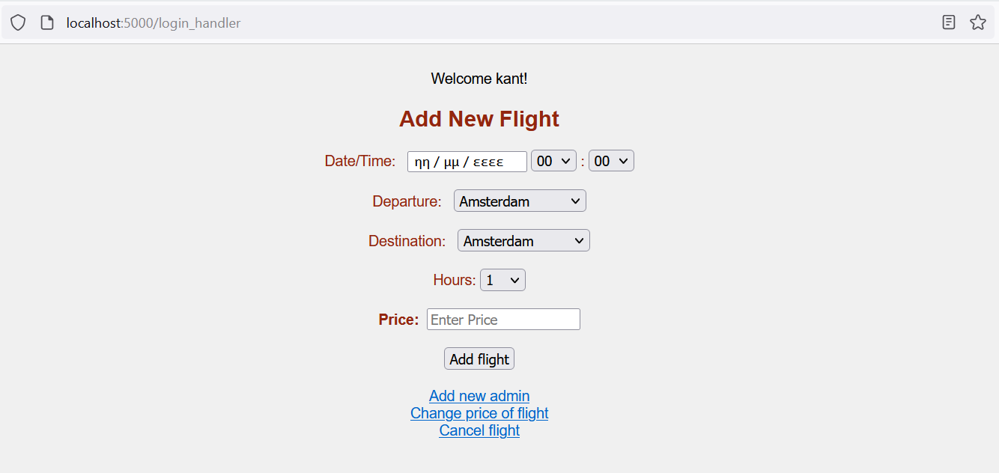 localhost:5000/login_handler
Welcome kant!
Add New Flight
Date/Time: ηη / μμ / εεεε 00 : 00
Departure: Amsterdam
Destination: Amsterdam
Hours: 1
Price: Enter Price
Add flight
Add new admin
Change price of flight
Cancel flight